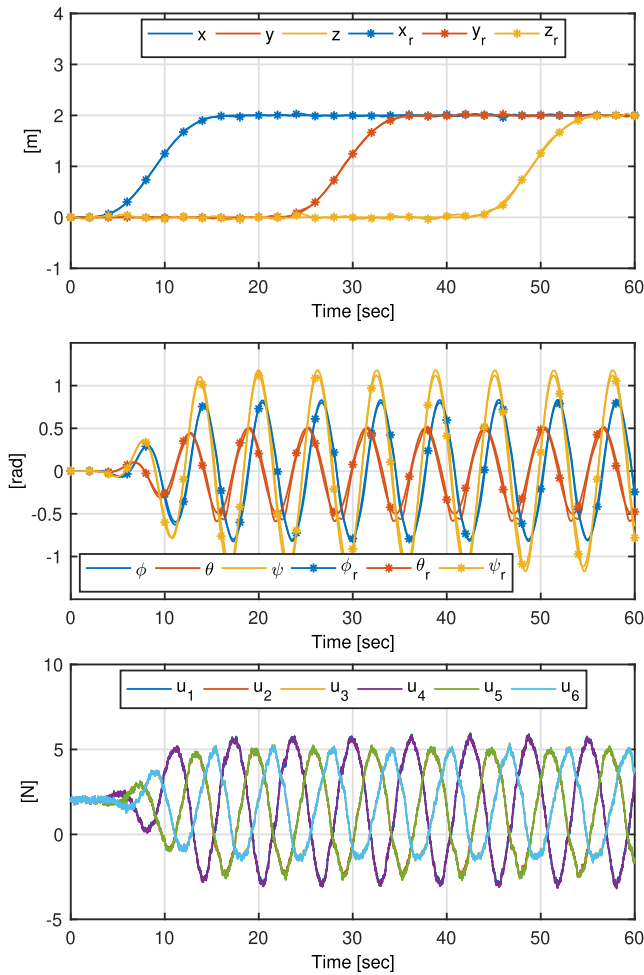 4
x y z x_r y_r z_r
3
2
[m]
1
0
-1
0 10 20 30 40 50 60
Time [sec]
1
0.5
0
[rad]
-0.5
-1
ϕ θ ψ ϕ_r θ_r ψ_r
0 10 20 30 40 50 60
Time [sec]
10
u_1 u_2 u_3 u_4 u_5 u_6
5
[N]
0
-5
0 10 20 30 40 50 60
Time [sec]